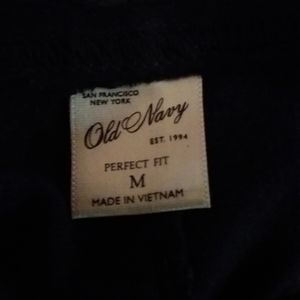 SAN FRANCISCO
NEW YORK
Old Navy
EST. 1994
PERFECT FIT
M
MADE IN VIETNAM